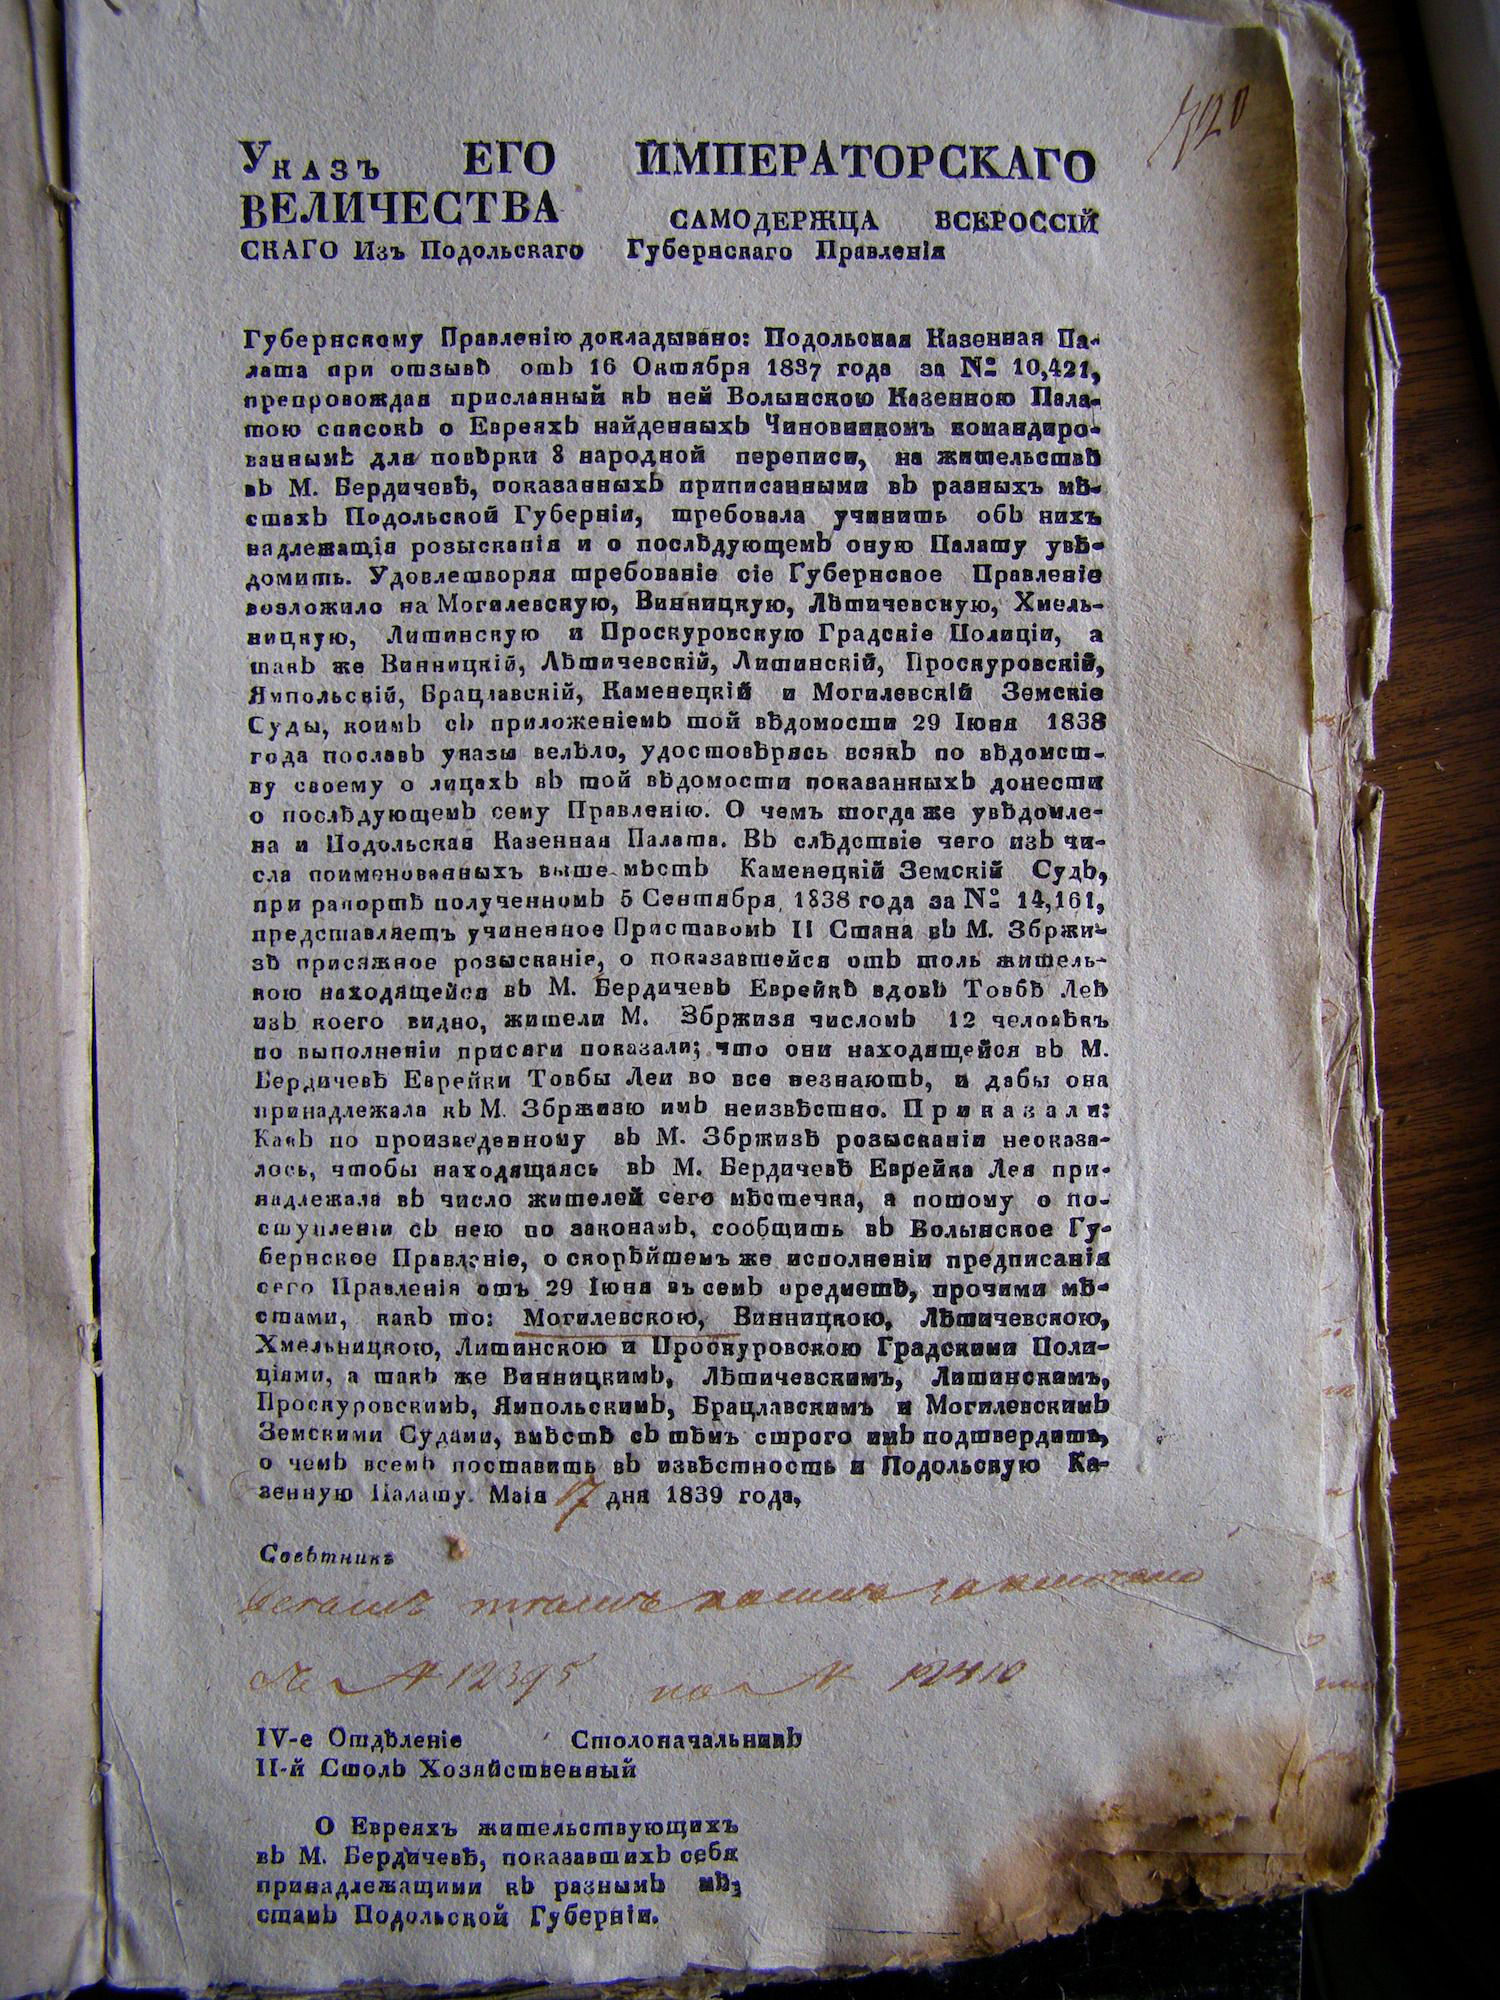 720
Указъ ЕГО ИМПЕРАТОРСКАГО
ВЕЛИЧЕСТВА САМОДЕРЖЦА ВСЕРОССІЙ
СКАГО Изъ Подольскаго Губернскаго Правленія
Губернскому Правленію докладывано: Подольская Казенная Па-
лата при отзывѣ отъ 16 Октября 1837 года за № 10,421,
препровождая присланный къ ней Волынскою Казенною Пала-
тою списокъ о Евреяхъ найденныхъ Чиновникомъ командиро-
ваннымъ для повѣрки 8 народной переписи, на жительствѣ
въ М. Бердичевѣ, показанныхъ приписанными въ разныхъ мѣ-
стахъ Подольской Губерніи, требовала учинить объ нихъ
надлежащія розысканія и о послѣдующемъ оную Палату увѣ-
домить. Удовлетворяя требованіе сіе Губернское Правленіе
возложило на Могилевскую, Винницкую, Лѣтичевскую, Хмель-
ницкую, Литинскую и Проскуровскую Градскіе Полиціи, а
такъ же Винницкій, Лѣтичевскій, Литинскій, Проскуровскій,
Ямпольскій, Брацлавскій, Каменецкій и Могилевскій Земскіе
Суды, коимъ съ приложеніемъ той вѣдомости 29 Іюня 1838
года пославъ указы велѣло, удостовѣрясь всякъ по вѣдомст-
ву своему о лицахъ въ той вѣдомости показанныхъ донести
о послѣдующемъ сему Правленію. О чемъ тогда же увѣдомле-
на и Подольская Казенная Палата. Въ слѣдствіе чего изъ чи-
сла поименованныхъ выше мѣстъ Каменецкій Земскій Судъ,
при рапортѣ полученномъ 5 Сентября 1838 года за № 14,161,
представляетъ учиненное Приставомъ II Стана въ М. Збржи-
зѣ присяжное розысканіе, о показавшейся отъ толь житель-
кою находящейся въ М. Бердичевѣ Еврейкѣ вдовѣ Товбѣ Леѣ
изъ коего видно, жители М. Збржизя числомъ 12 человѣкъ
по выполненіи присяги показали; что они находящейся въ М.
Бердичевѣ Еврейки Товбы Леи во все незнаютъ, и дабы она
принадлежала къ М. Збржизю имъ неизвѣстно. Приказали:
Какъ по произведенному въ М. Збржизѣ розысканіи неоказа-
лось, чтобы находящаясь въ М. Бердичевѣ Еврейка Лея при-
надлежала въ число жителей сего мѣстечка, а потому о по-
ступленіи съ нею по законамъ, сообщить въ Волынское Гу-
бернское Правленіе, о скорѣйшемъ же исполненіи предписанія
сего Правленія отъ 29 Іюня въ семъ предметѣ, прочими мѣ-
стами, какъ то: Могилевскою, Винницкою, Лѣтичевскою,
Хмельницкою, Литинскою и Проскуровскою Градскими Поли-
ціями, а такъ же Винницкимъ, Лѣтичевскимъ, Литинскимъ,
Проскуровскимъ, Ямпольскимъ, Брацлавскимъ и Могилевскимъ
Земскими Судами, вмѣстѣ съ тѣмъ строго имъ подтвердить,
о чемъ всемъ поставить въ извѣстность и Подольскую Ка-
зенную Палату. Маія 17 дня 1839 года,
Совѣтникъ
№ 12395 по № 12410
IV-е Отдѣленіе Столоначальникъ
II-й Столъ Хозяйственный
О Евреяхъ жительствующихъ
въ М. Бердичевѣ, показавшихъ себя
принадлежащими къ разнымъ мѣ-
стамъ Подольской Губерніи.